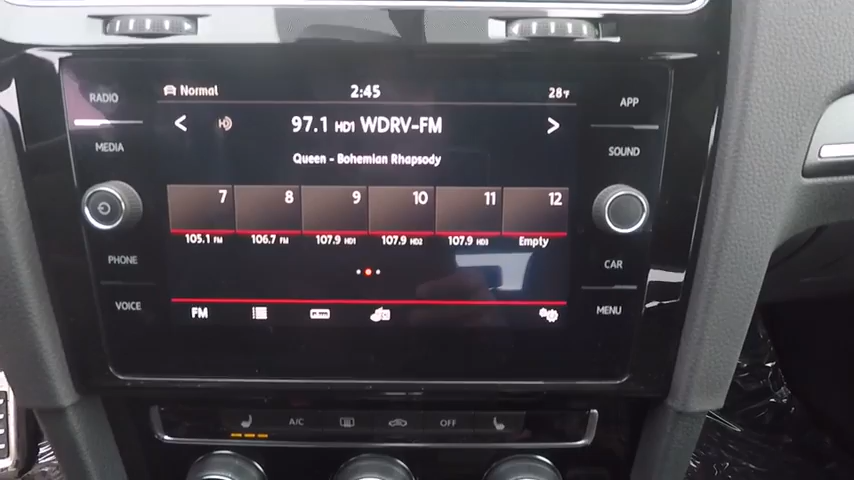 Normal 2:45 28°F
RADIO
APP
97.1 HD1 WDRV-FM
MEDIA
SOUND
Queen - Bohemian Rhapsody
7 8 9 10 11 12
105.1 FM 106.7 FM 107.9 HD1 107.9 HD2 107.9 HD3 Empty
PHONE
CAR
VOICE
MENU
FM
A/C
OFF